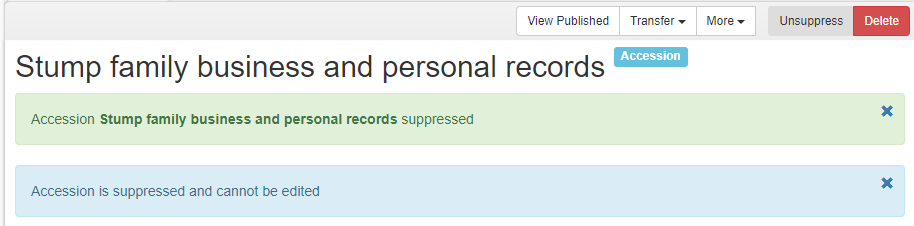 View Published Transfer More Unsuppress Delete
Stump family business and personal records Accession
Accession Stump family business and personal records suppressed
Accession is suppressed and cannot be edited